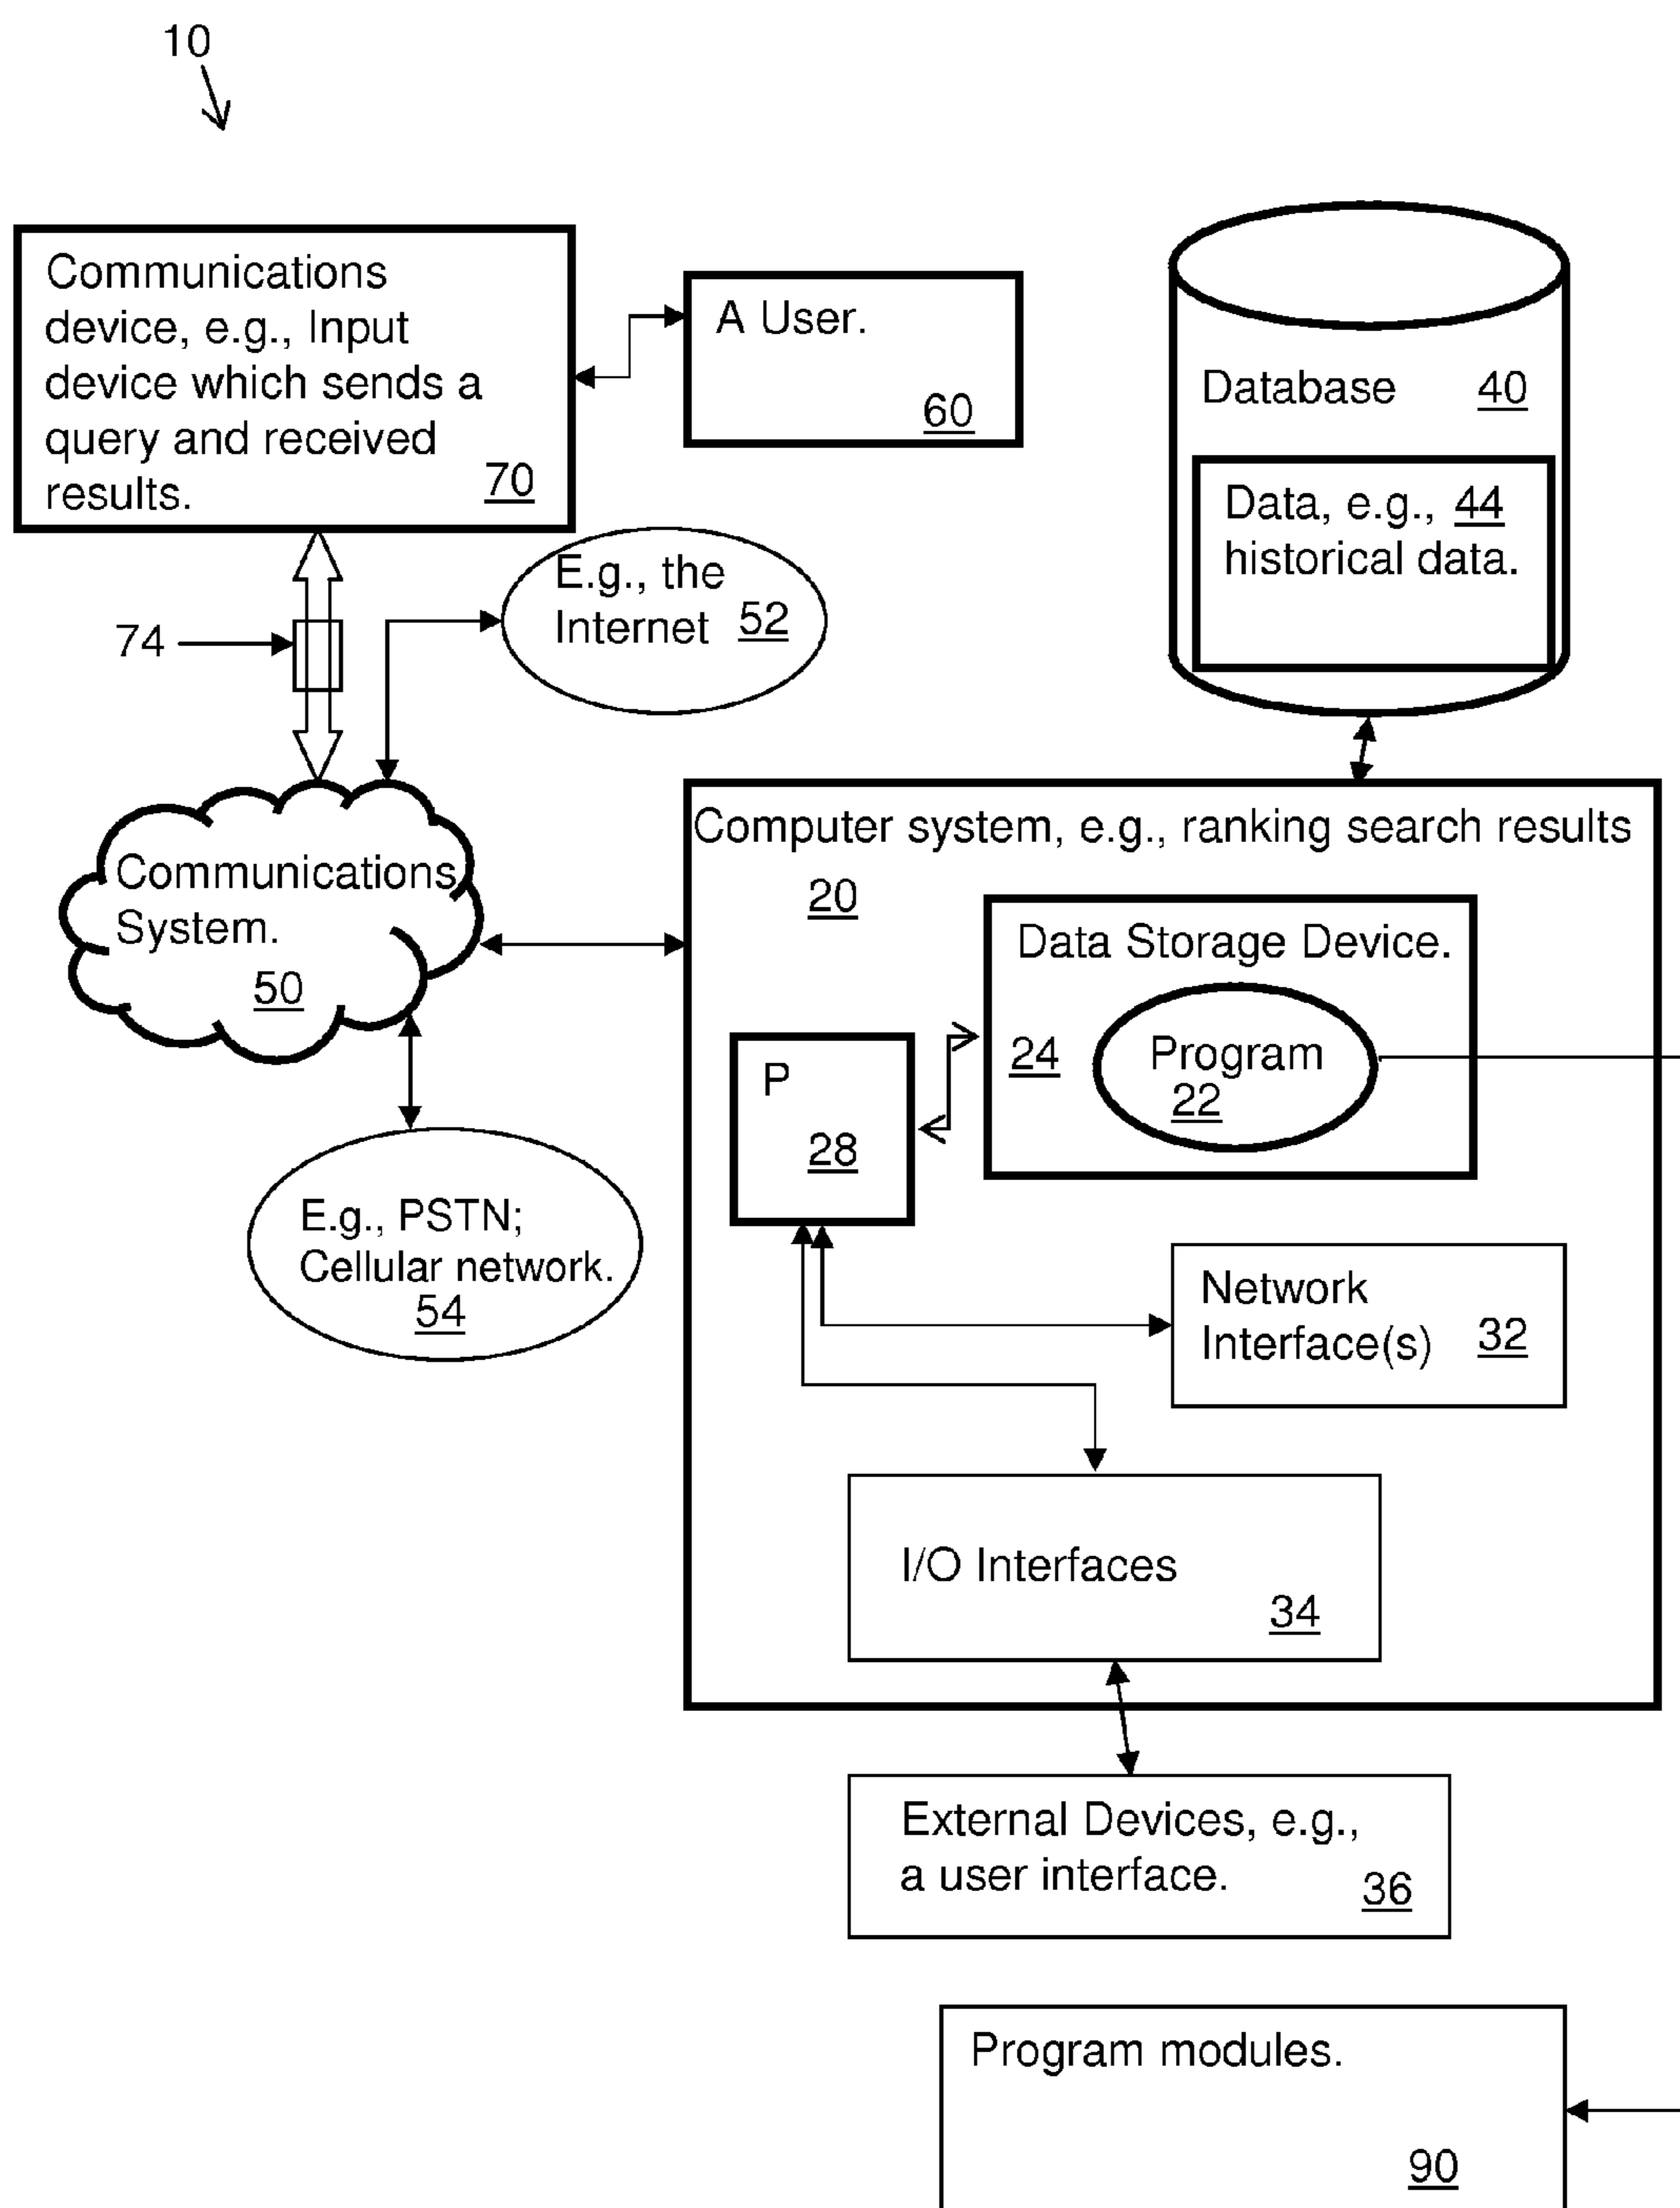 10
Communications
device, e.g., Input
device which sends a
query and received
results.
70
A User.
60
Database 40
Data, e.g., 44
historical data.
E.g., the
Internet 52
74
Communications
System.
50
Computer system, e.g., ranking search results
20
Data Storage Device.
24
Program
22
P
28
E.g., PSTN;
Cellular network.
54
Network
Interface(s) 32
I/O Interfaces
34
External Devices, e.g.,
a user interface.
36
Program modules.
90